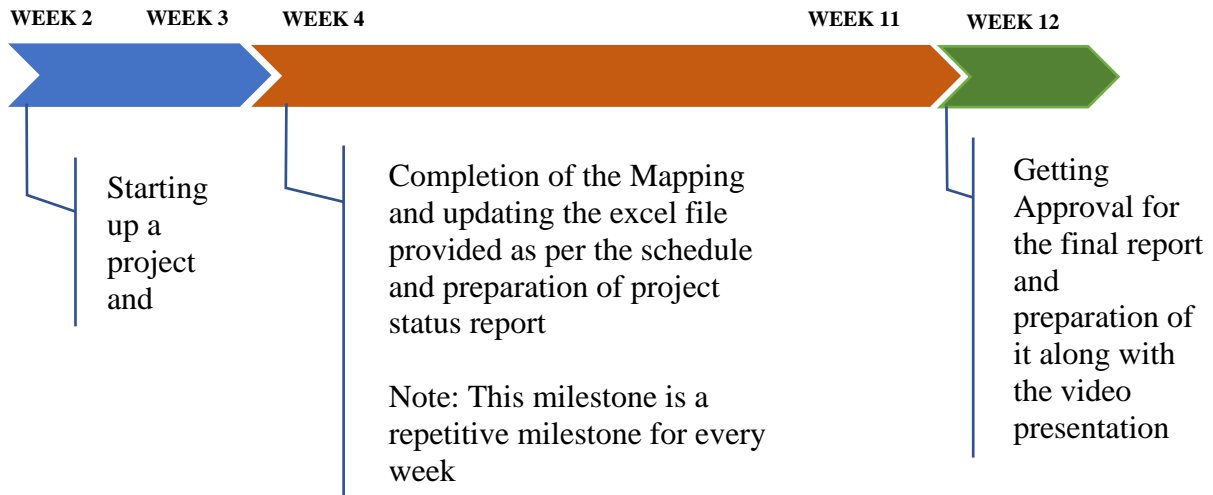 WEEK 2
WEEK 3
WEEK 4
WEEK 11
WEEK 12
Starting
up a
project
and
Completion of the Mapping
and updating the excel file
provided as per the schedule
and preparation of project
status report
Note: This milestone is a
repetitive milestone for every
week
Getting
Approval for
the final report
and
preparation of
it along with
the video
presentation